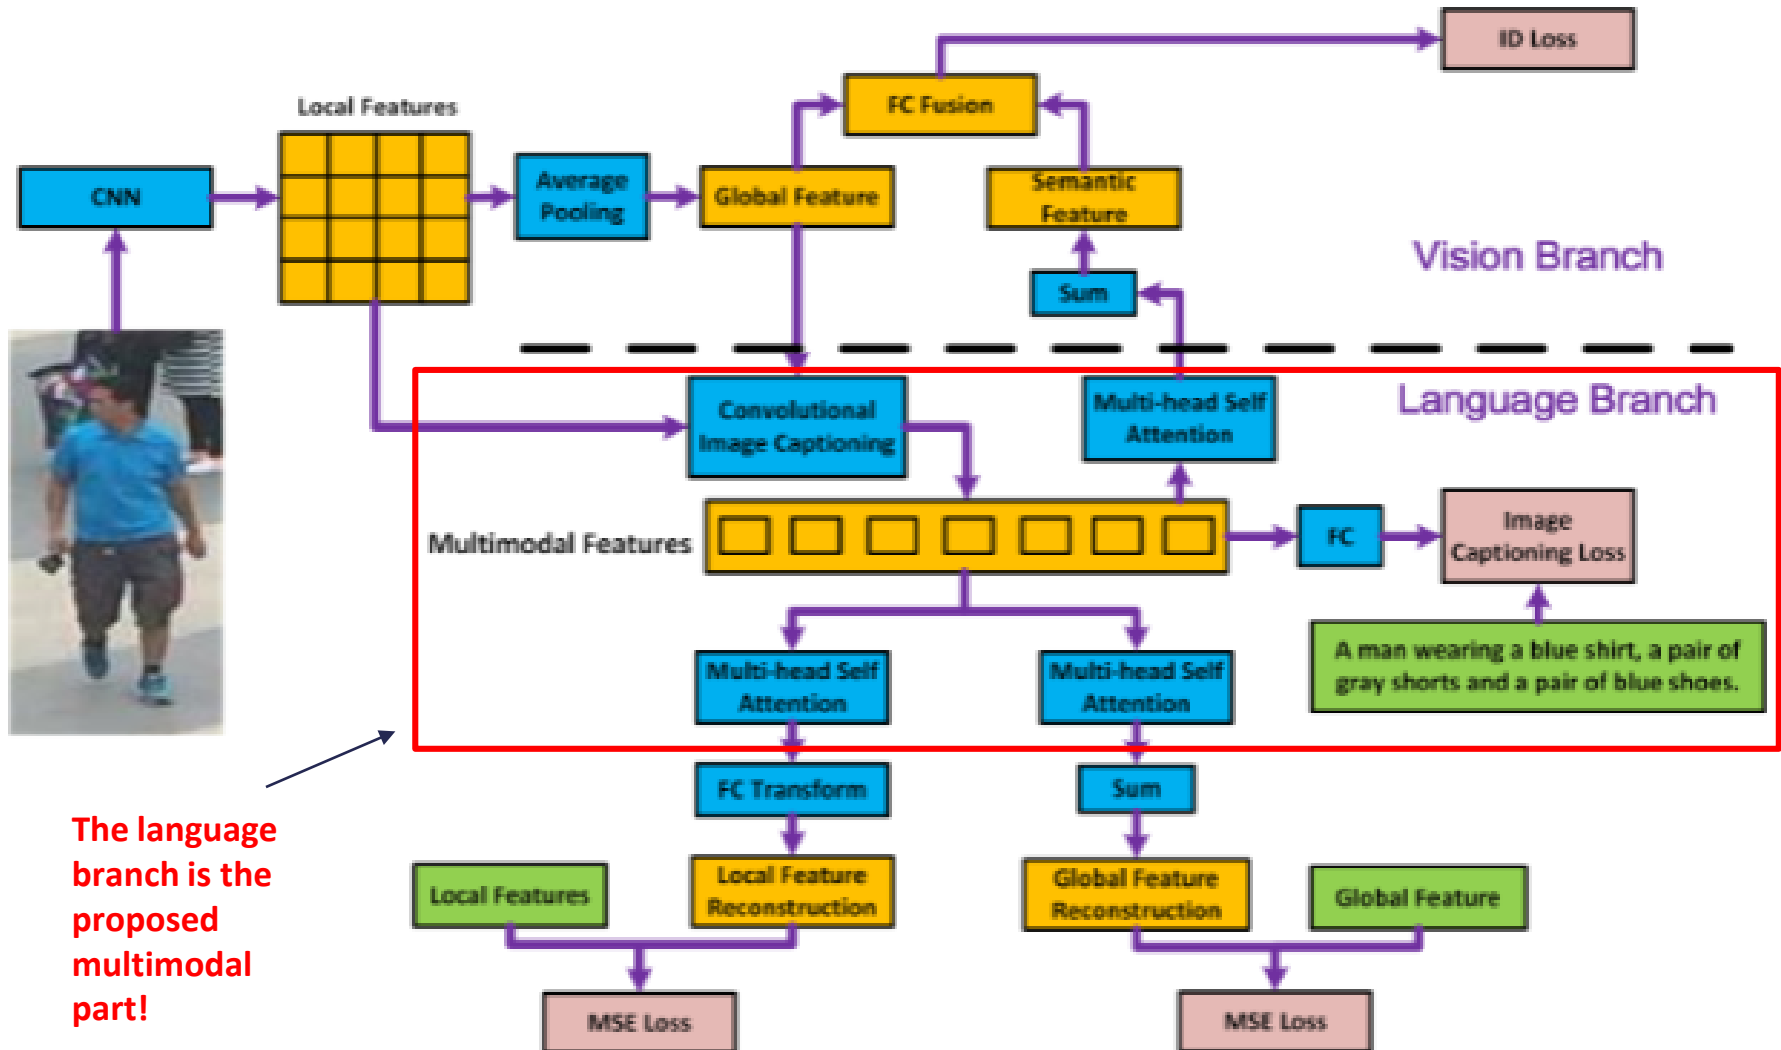 ID Loss
Local Features
FC Fusion
CNN
Average
Pooling
Global Feature
Semantic
Feature
Vision Branch
Sum
Language Branch
Convolutional
Image Captioning
Multi-head Self
Attention
Multimodal Features
FC
Image
Captioning Loss
A man wearing a blue shirt, a pair of
gray shorts and a pair of blue shoes.
Multi-head Self
Attention
Multi-head Self
Attention
FC Transform
Sum
The language
branch is the
proposed
multimodal
part!
Local Features
Local Feature
Reconstruction
Global Feature
Reconstruction
Global Feature
MSE Loss
MSE Loss